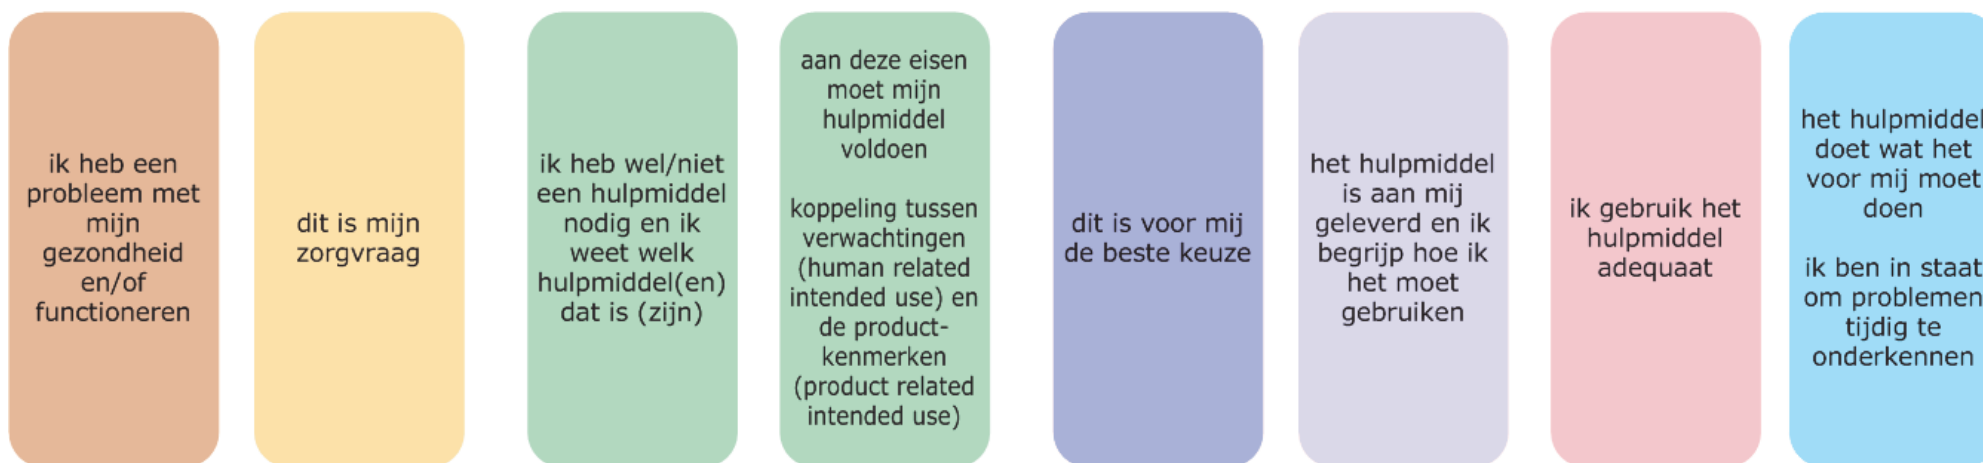 ik heb een
probleem met
mijn
gezondheid
en/of
functioneren
dit is mijn
zorgvraag
ik heb wel/niet
een hulpmiddel
nodig en ik
weet welk
hulpmiddel(en)
dat is (zijn)
aan deze eisen
moet mijn
hulpmiddel
voldoen
koppeling tussen
verwachtingen
(human related
intended use) en
de product-
kenmerken
(product related
intended use)
dit is voor mij
de beste keuze
het hulpmiddel
is aan mij
geleverd en ik
begrijp hoe ik
het moet
gebruiken
ik gebruik het
hulpmiddel
adequaat
het hulpmiddel
doet wat het
voor mij moet
doen
ik ben in staat
om problemen
tijdig te
onderkennen